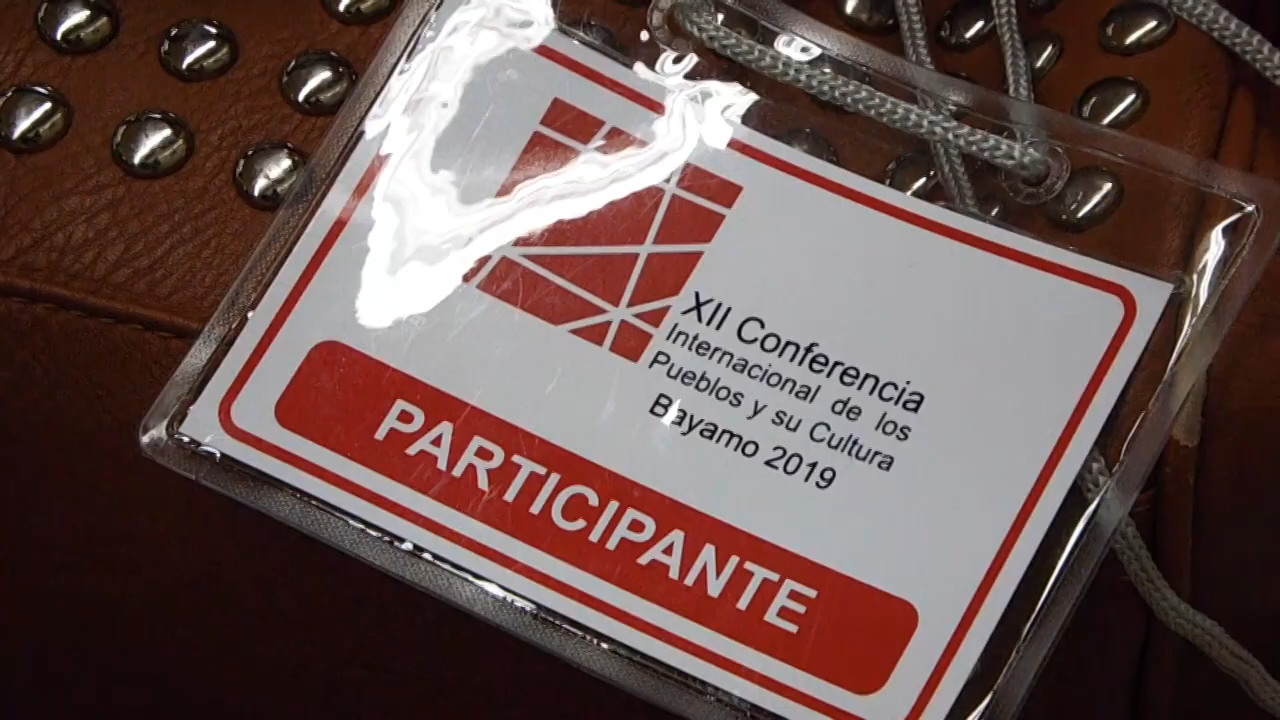 XII Conferencia
Internacional de los
Pueblos y su Cultura
Bayamo 2019
PARTICIPANTE